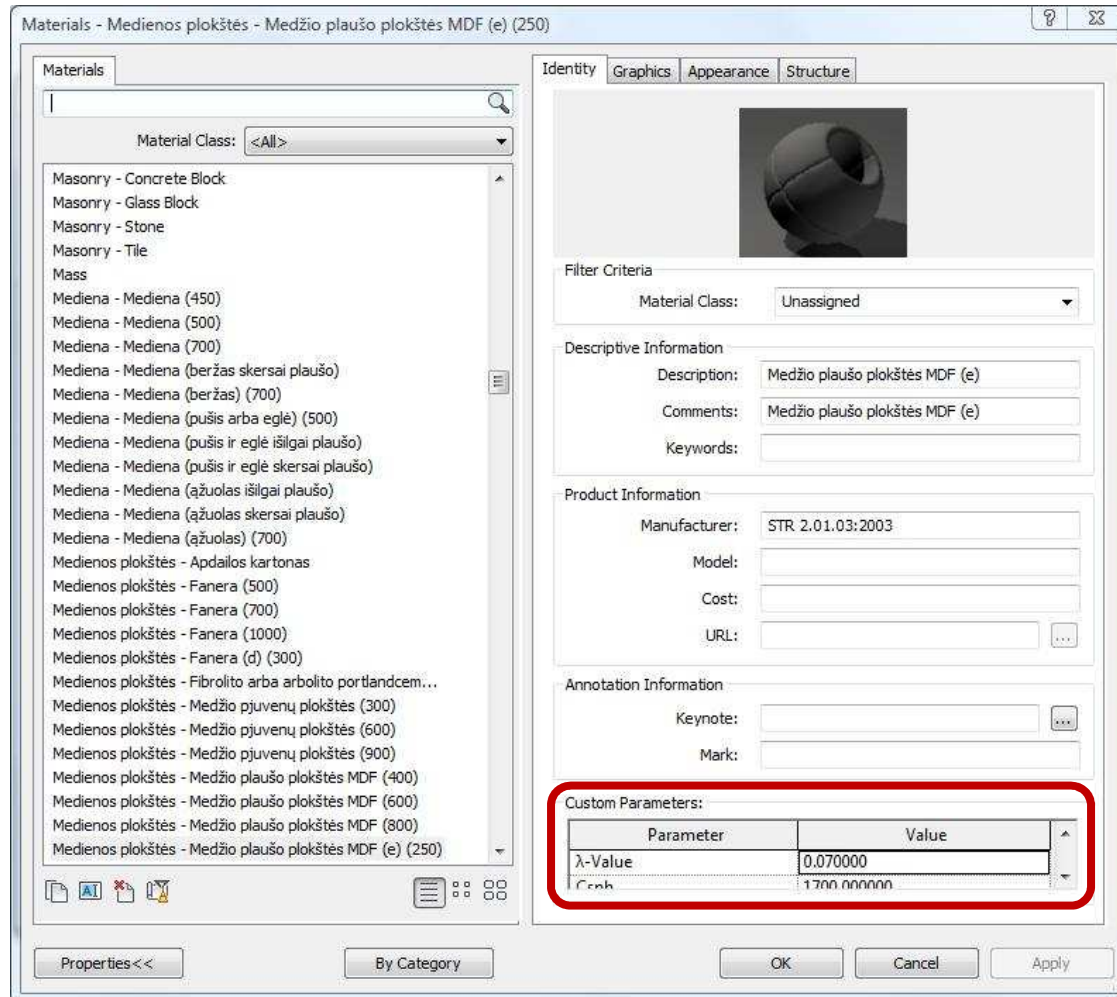 Materials - Medienos plokštės - Medžio plaušo plokštės MDF (e) (250)
Materials
Material Class: <All>
Masonry - Concrete Block
Masonry - Glass Block
Masonry - Stone
Masonry - Tile
Mass
Mediena - Mediena (450)
Mediena - Mediena (500)
Mediena - Mediena (700)
Mediena - Mediena (beržas skersai plaušo)
Mediena - Mediena (beržas) (700)
Mediena - Mediena (pušis arba eglė) (500)
Mediena - Mediena (pušis ir eglė išilgai plaušo)
Mediena - Mediena (pušis ir eglė skersai plaušo)
Mediena - Mediena (ąžuolas išilgai plaušo)
Mediena - Mediena (ąžuolas skersai plaušo)
Mediena - Mediena (ąžuolas) (700)
Medienos plokštės - Apdailos kartonas
Medienos plokštės - Fanera (500)
Medienos plokštės - Fanera (700)
Medienos plokštės - Fanera (1000)
Medienos plokštės - Fanera (d) (300)
Medienos plokštės - Fibrolito arba arbolito portlandcem...
Medienos plokštės - Medžio pjuvenų plokštės (300)
Medienos plokštės - Medžio pjuvenų plokštės (600)
Medienos plokštės - Medžio pjuvenų plokštės (900)
Medienos plokštės - Medžio plaušo plokštės MDF (400)
Medienos plokštės - Medžio plaušo plokštės MDF (600)
Medienos plokštės - Medžio plaušo plokštės MDF (800)
Medienos plokštės - Medžio plaušo plokštės MDF (e) (250)
AI
Identity Graphics Appearance Structure
Filter Criteria
Material Class: Unassigned
Descriptive Information
Description: Medžio plaušo plokštės MDF (e)
Comments: Medžio plaušo plokštės MDF (e)
Keywords:
Product Information
Manufacturer: STR 2.01.03:2003
Model:
Cost:
URL: ...
Annotation Information
Keynote: ...
Mark:
Custom Parameters:
Parameter Value
λ-Value 0.070000
1700.000000
Properties<< By Category OK Cancel Apply